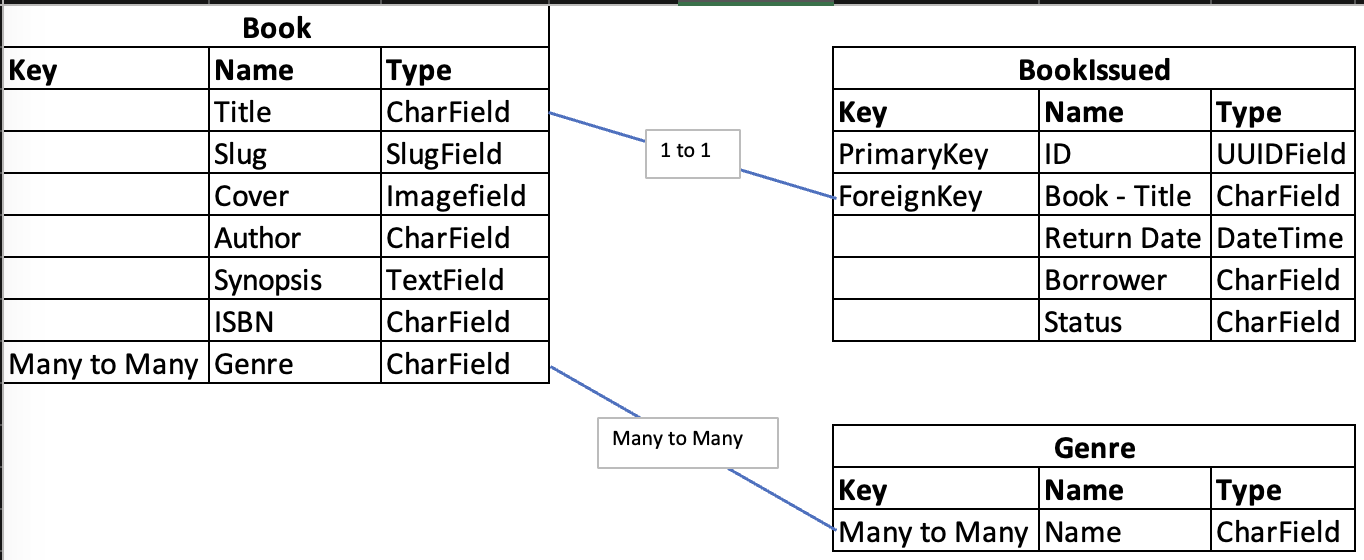 Book
Key Name Type
Title CharField
Slug SlugField
Cover Imagefield
Author CharField
Synopsis TextField
ISBN CharField
Many to Many Genre CharField
1 to 1
BookIssued
Key Name Type
PrimaryKey ID UUIDField
ForeignKey Book - Title CharField
Return Date DateTime
Borrower CharField
Status CharField
Many to Many
Genre
Key Name Type
Many to Many Name CharField